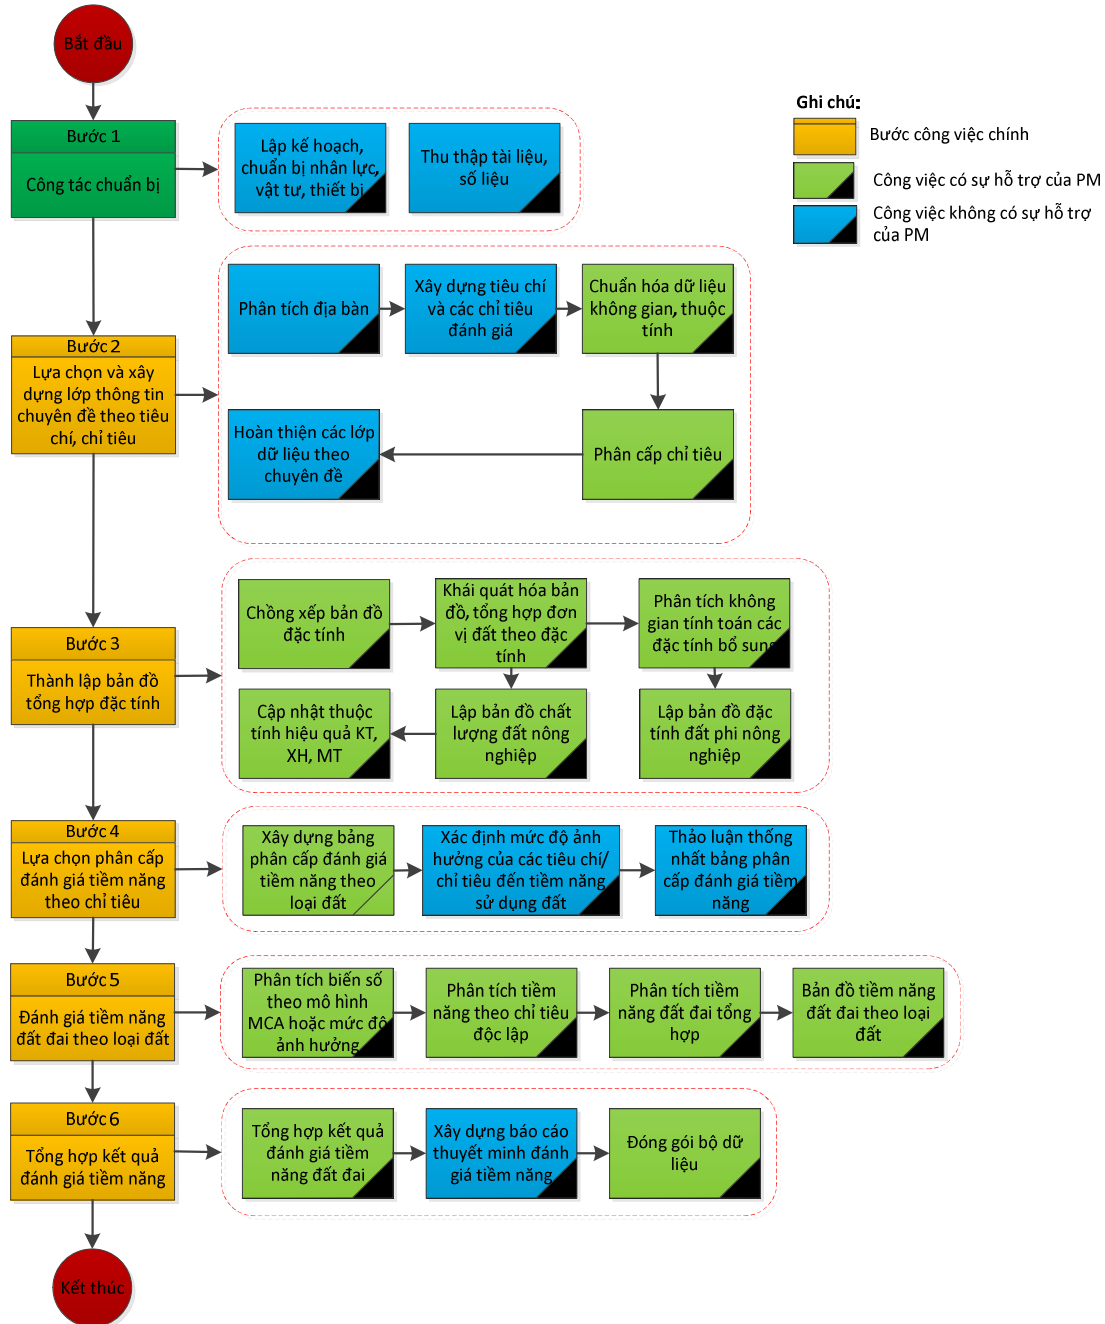 Bắt đầu
Ghi chú:
Bước công việc chính
Công việc có sự hỗ trợ của PM
Công việc không có sự hỗ trợ
của PM
Bước 1
Công tác chuẩn bị
Lập kế hoạch,
chuẩn bị nhân lực,
vật tư, thiết bị
Thu thập tài liệu,
số liệu
Bước 2
Lựa chọn và xây
dựng lớp thông tin
chuyên đề theo tiêu
chí, chỉ tiêu
Phân tích địa bàn
Xây dựng tiêu chí
và các chỉ tiêu
đánh giá
Chuẩn hóa dữ liệu
không gian, thuộc
tính
Phân cấp chỉ tiêu
Hoàn thiện các lớp
dữ liệu theo
chuyên đề
Bước 3
Thành lập bản đồ
tổng hợp đặc tính
Chồng xếp bản đồ
đặc tính
Khái quát hóa bản
đồ, tổng hợp đơn
vị đất theo đặc
tính
Phân tích không
gian tính toán các
đặc tính bổ sung
Cập nhật thuộc
tính hiệu quả KT,
XH, MT
Lập bản đồ chất
lượng đất nông
nghiệp
Lập bản đồ đặc
tính đất phi nông
nghiệp
Bước 4
Lựa chọn phân cấp
đánh giá tiềm năng
theo chỉ tiêu
Xây dựng bảng
phân cấp đánh giá
tiềm năng theo
loại đất
Xác định mức độ ảnh
hưởng của các tiêu chí/
chỉ tiêu đến tiềm năng
sử dụng đất
Thảo luận thống
nhất bảng phân
cấp đánh giá tiềm
năng
Bước 5
Đánh giá tiềm năng
đất đai theo loại đất
Phân tích biến số
theo mô hình
MCA hoặc mức độ
ảnh hưởng
Phân tích tiềm
năng theo chỉ tiêu
độc lập
Phân tích tiềm
năng đất đai tổng
hợp
Bản đồ tiềm năng
đất đai theo loại
đất
Bước 6
Tổng hợp kết quả
đánh giá tiềm năng
Tổng hợp kết quả
đánh giá tiềm
năng đất đai
Xây dựng báo cáo
thuyết minh đánh
giá tiềm năng
Đóng gói bộ dữ
liệu
Kết thúc